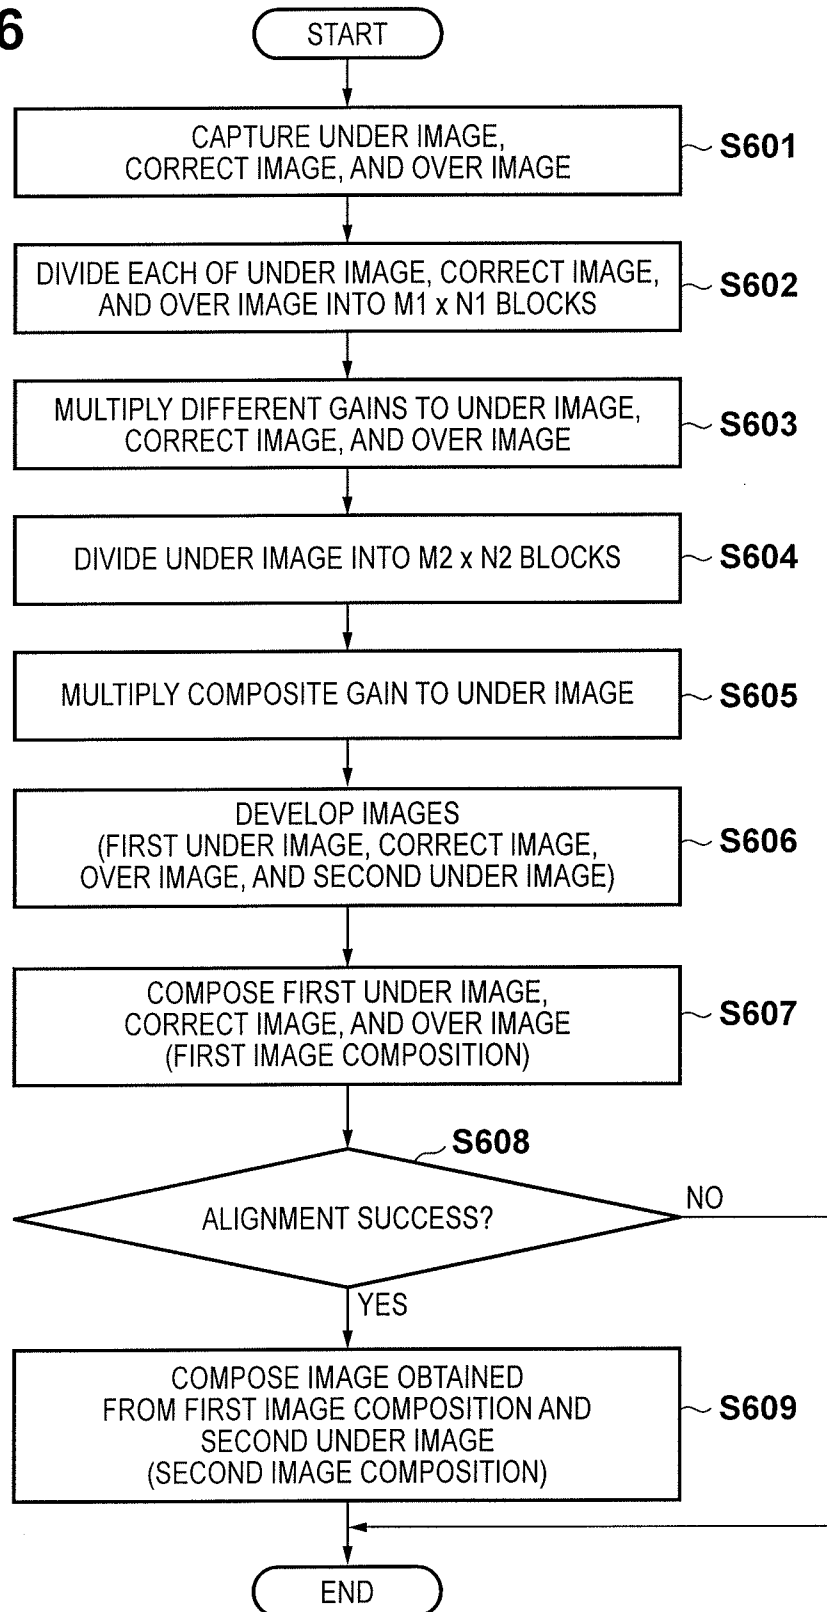 6
START
CAPTURE UNDER IMAGE,
CORRECT IMAGE, AND OVER IMAGE
S601
DIVIDE EACH OF UNDER IMAGE, CORRECT IMAGE,
AND OVER IMAGE INTO M1 x N1 BLOCKS
S602
MULTIPLY DIFFERENT GAINS TO UNDER IMAGE,
CORRECT IMAGE, AND OVER IMAGE
S603
DIVIDE UNDER IMAGE INTO M2 x N2 BLOCKS
S604
MULTIPLY COMPOSITE GAIN TO UNDER IMAGE
S605
DEVELOP IMAGES
(FIRST UNDER IMAGE, CORRECT IMAGE,
OVER IMAGE, AND SECOND UNDER IMAGE)
S606
COMPOSE FIRST UNDER IMAGE,
CORRECT IMAGE, AND OVER IMAGE
(FIRST IMAGE COMPOSITION)
S607
S608
ALIGNMENT SUCCESS?
NO
YES
COMPOSE IMAGE OBTAINED
FROM FIRST IMAGE COMPOSITION AND
SECOND UNDER IMAGE
(SECOND IMAGE COMPOSITION)
S609
END